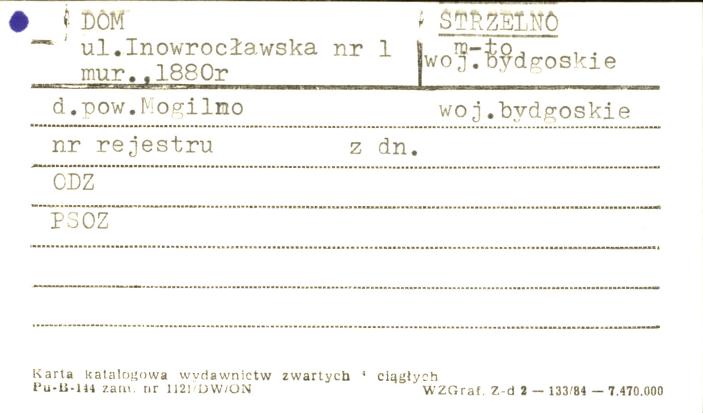 DOM STRZELNO
ul.Inowrocławska nr 1 m-to
mur.,1880r woj.bydgoskie
d.pow.Mogilno woj.bydgoskie
nr rejestru z dn.
ODZ
PSOZ
Karta katalogowa wydawnictw zwartych i ciągłych
Pu-B-144 zam. nr 1121/DW/ON WZGraf. Z-d 2 — 133/84 — 7.470.000